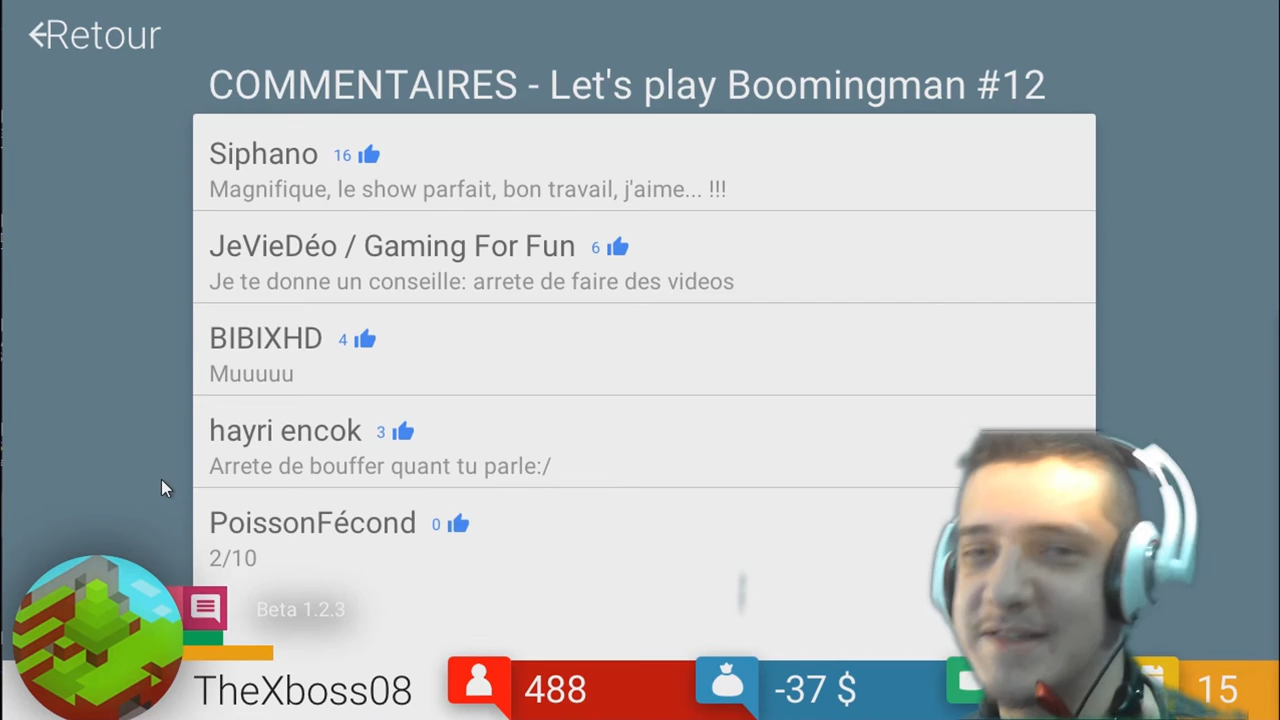 Retour
COMMENTAIRES - Let's play Boomingman #12
Siphano 16
Magnifique, le show parfait, bon travail, j'aime... !!!
JeVieDéo / Gaming For Fun 6
Je te donne un conseille: arrete de faire des videos
BIBIXHD 4
Muuuuu
hayri encok 3
Arrete de bouffer quant tu parle:/
PoissonFécond 0
2/10
Beta 1.2.3
TheXboss08 488 -37 $ 15